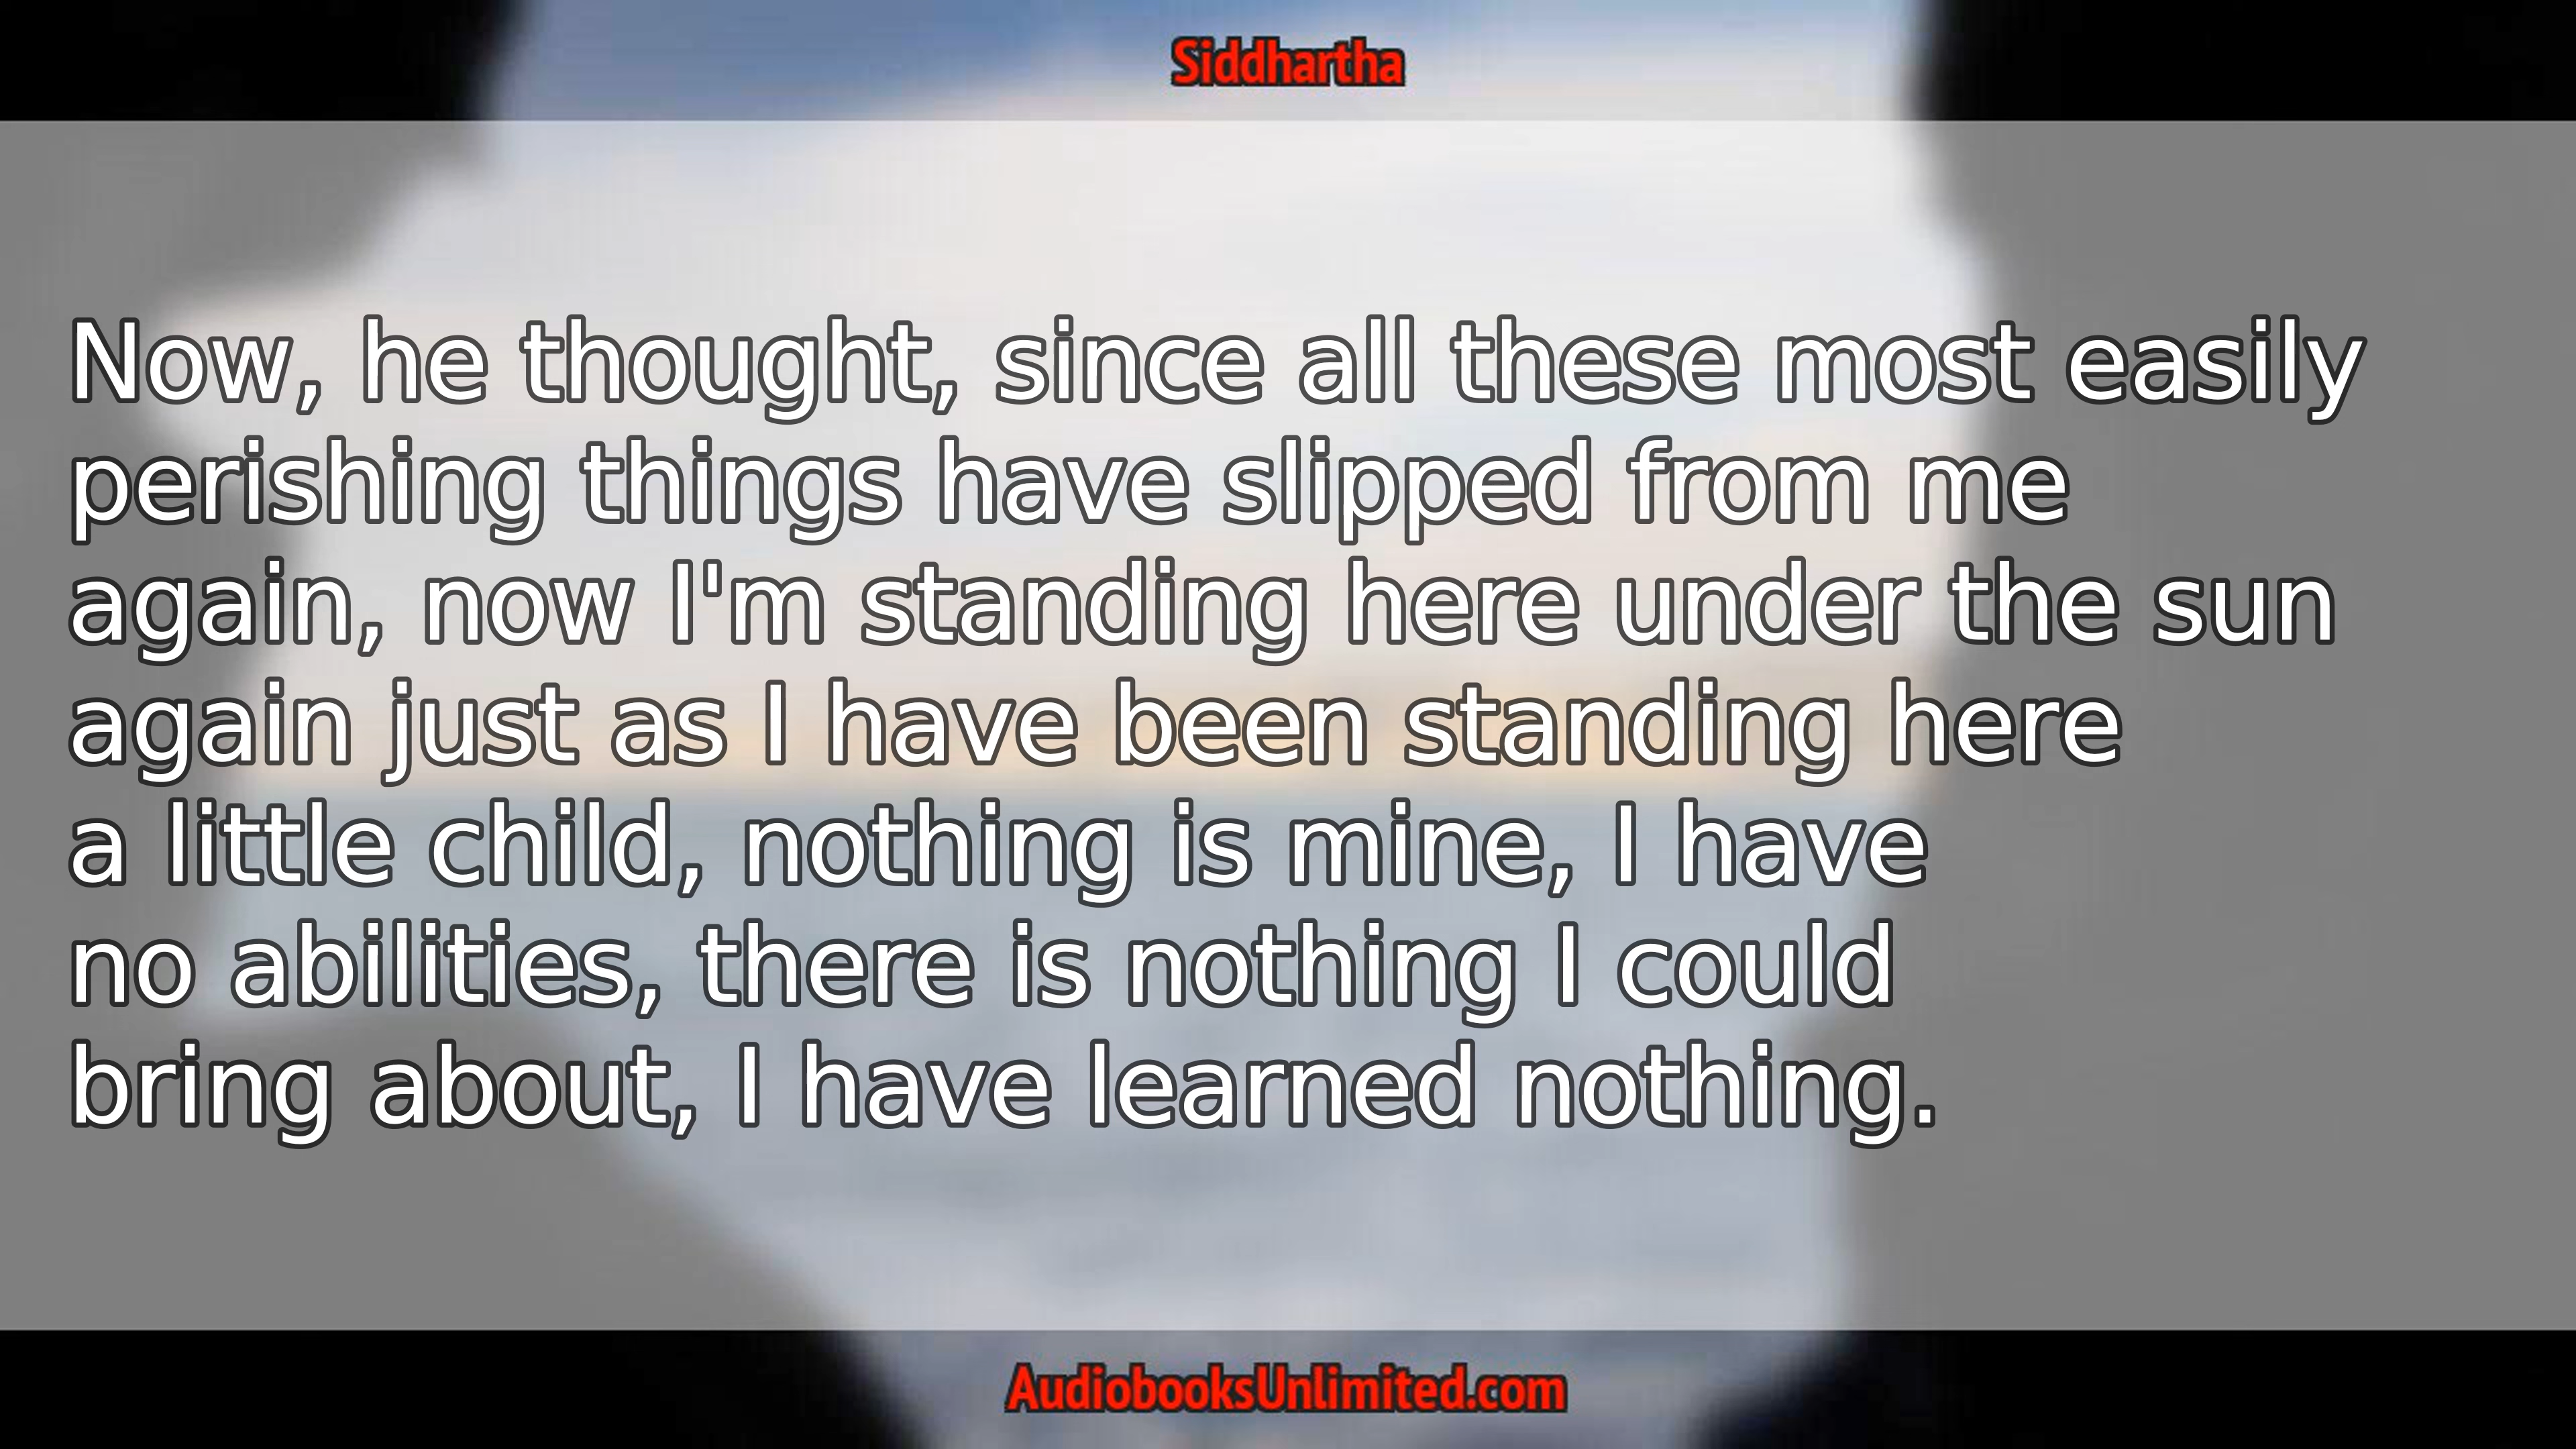 Siddhartha
Now, he thought, since all these most easily
perishing things have slipped from me
again, now I'm standing here under the sun
again just as I have been standing here
a little child, nothing is mine, I have
no abilities, there is nothing I could
bring about, I have learned nothing.
AudiobooksUnlimited.com